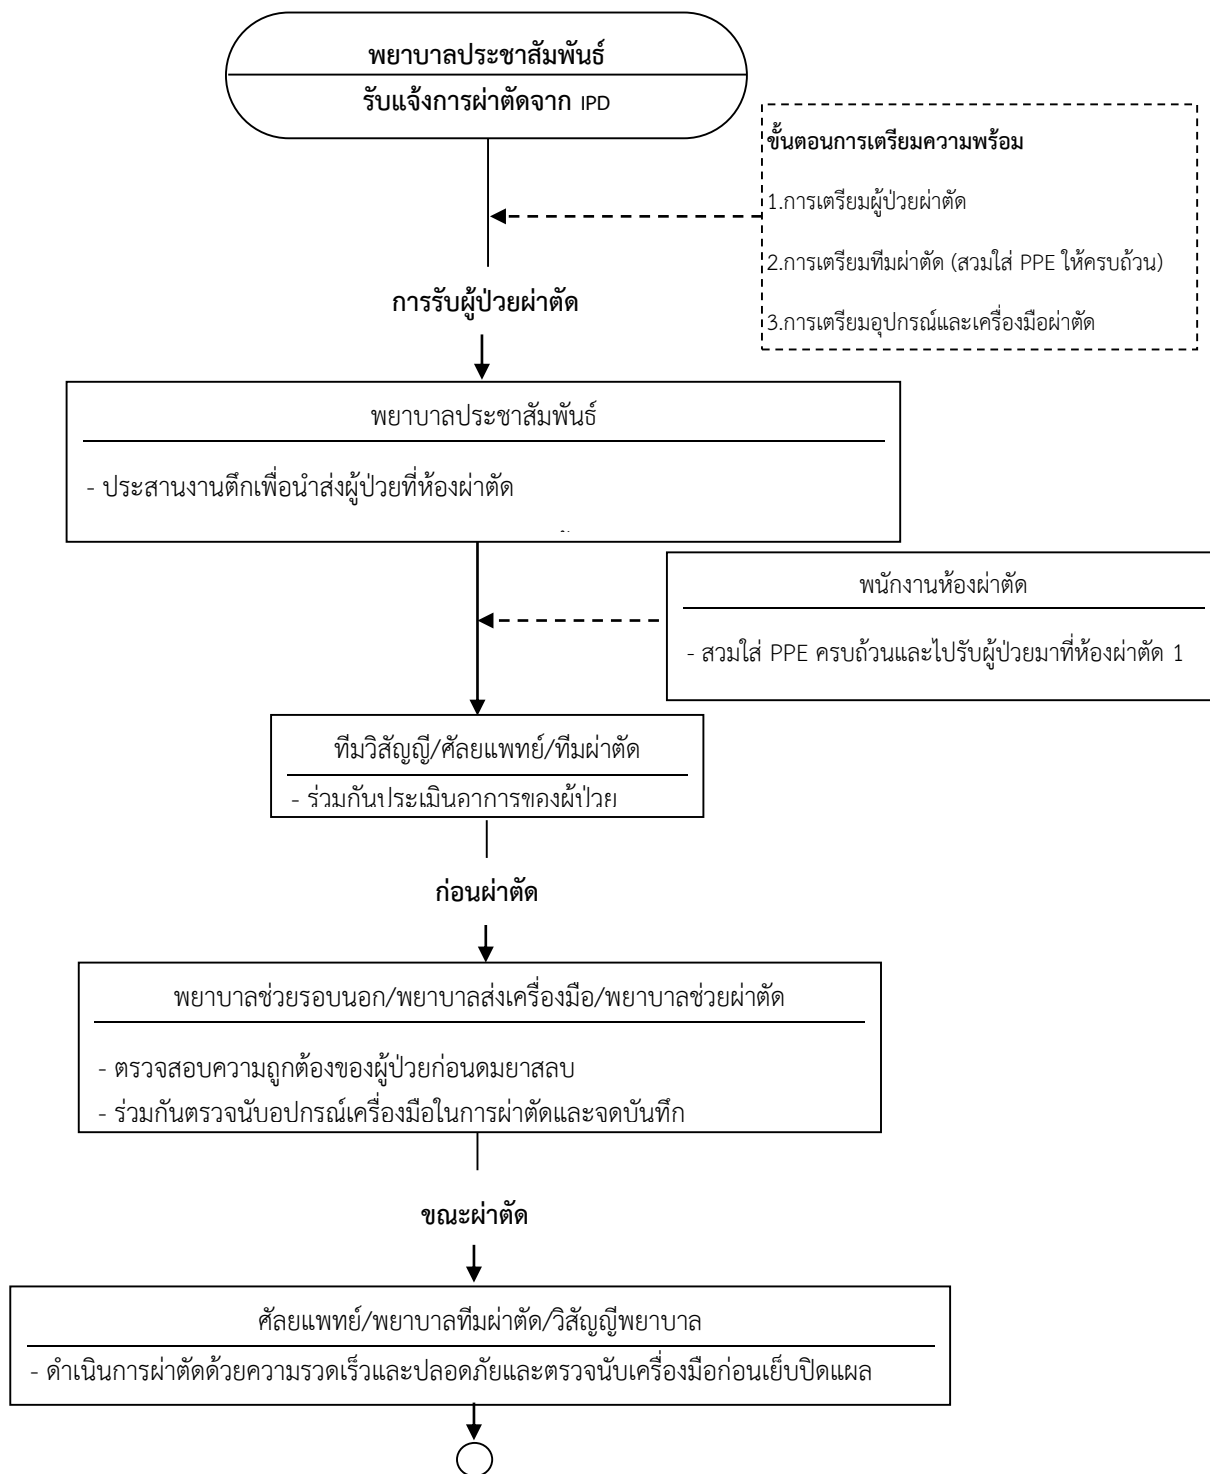 พยาบาลประชาสัมพันธ์
รับแจ้งการผ่าตัดจาก IPD
ขั้นตอนการเตรียมความพร้อม
1.การเตรียมผู้ป่วยผ่าตัด
2.การเตรียมทีมผ่าตัด (สวมใส่ PPE ให้ครบถ้วน)
3.การเตรียมอุปกรณ์และเครื่องมือผ่าตัด
การรับผู้ป่วยผ่าตัด
พยาบาลประชาสัมพันธ์
- ประสานงานตึกเพื่อนำส่งผู้ป่วยที่ห้องผ่าตัด
พนักงานห้องผ่าตัด
- สวมใส่ PPE ครบถ้วนและไปรับผู้ป่วยมาที่ห้องผ่าตัด 1
ทีมวิสัญญี/ศัลยแพทย์/ทีมผ่าตัด
- ร่วมกันประเมินอาการของผู้ป่วย
ก่อนผ่าตัด
พยาบาลช่วยรอบนอก/พยาบาลส่งเครื่องมือ/พยาบาลช่วยผ่าตัด
- ตรวจสอบความถูกต้องของผู้ป่วยก่อนดมยาสลบ
- ร่วมกันตรวจนับอุปกรณ์เครื่องมือในการผ่าตัดและจดบันทึก
ขณะผ่าตัด
ศัลยแพทย์/พยาบาลทีมผ่าตัด/วิสัญญีพยาบาล
- ดำเนินการผ่าตัดด้วยความรวดเร็วและปลอดภัยและตรวจนับเครื่องมือก่อนเย็บปิดแผล